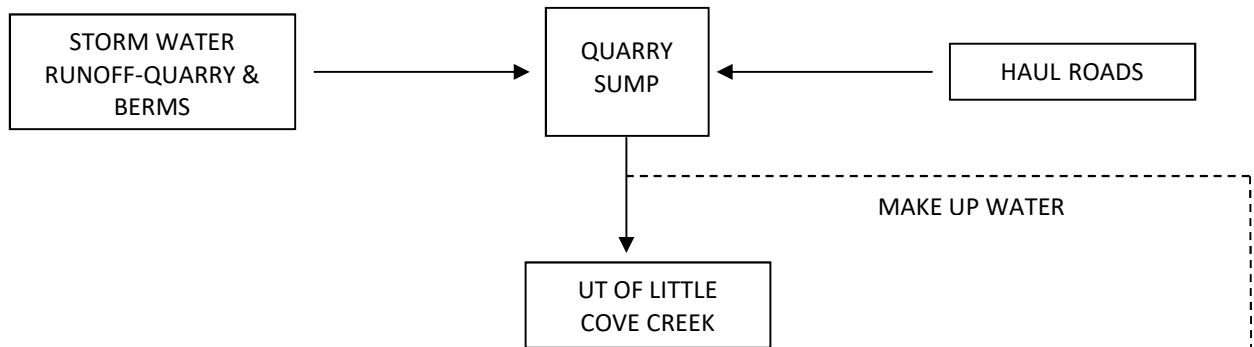 STORM WATER
RUNOFF-QUARRY &
BERMS
QUARRY
SUMP
HAUL ROADS
MAKE UP WATER
UT OF LITTLE
COVE CREEK